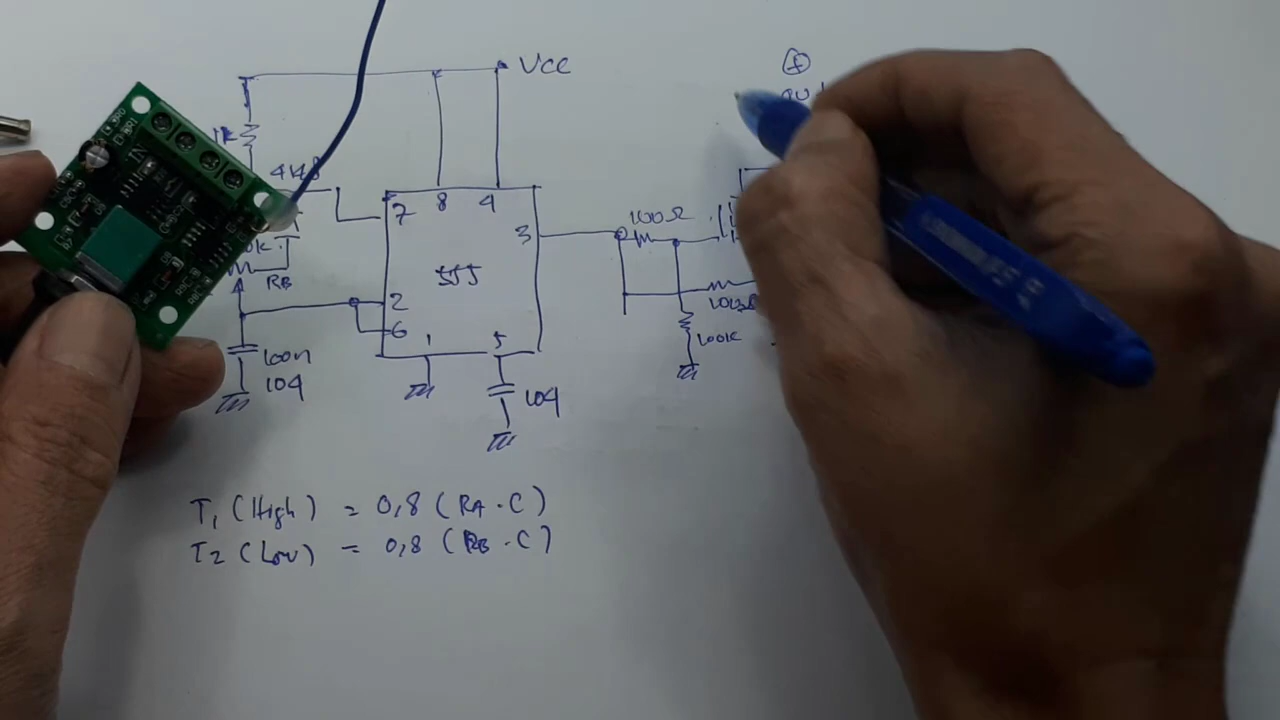 VCC
1K
4148
7
8
4
3
555
2
6
1
5
RB
100n
104
104
100Ω
100K
T1 (High) = 0,8 (RA . C)
T2 (Low) = 0,8 (RB . C)